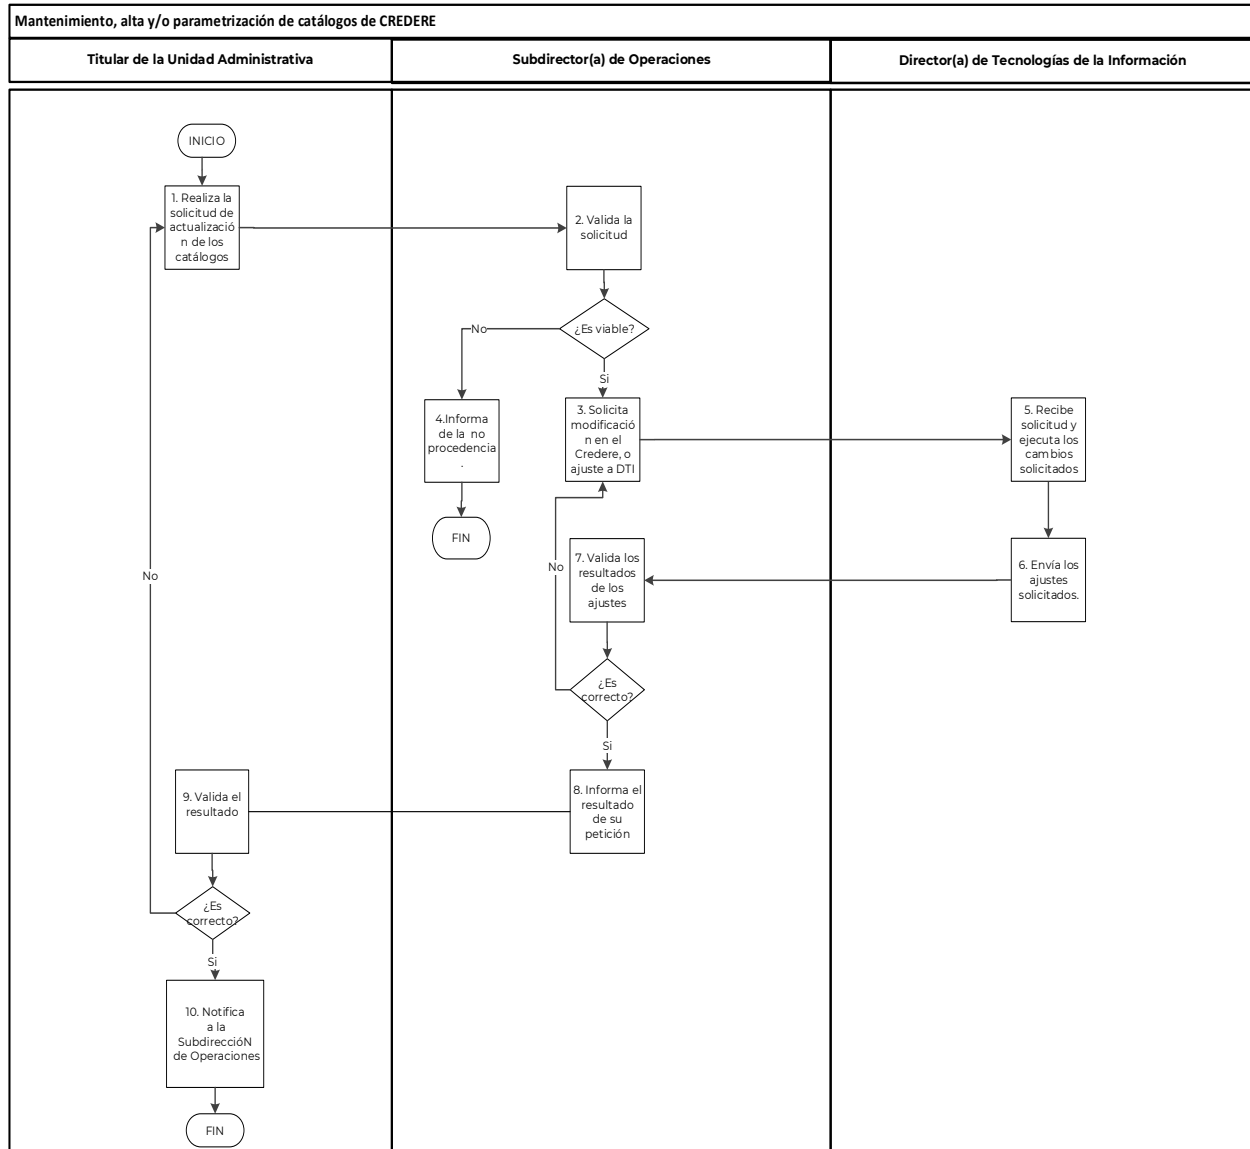 Mantenimiento, alta y/o parametrización de catálogos de CREDERE
Titular de la Unidad Administrativa
Subdirector(a) de Operaciones
Director(a) de Tecnologías de la Información
INICIO
1. Realiza la
solicitud de
actualizació
n de los
catálogos
2. Valida la
solicitud
¿Es viable?
No
Si
4.Informa
de la no
procedencia
.
FIN
3. Solicita
modificació
n en el
Credere, o
ajuste a DTI
5. Recibe
solicitud y
ejecuta los
cambios
solicitados
6. Envía los
ajustes
solicitados.
7. Valida los
resultados
de los
ajustes
No
¿Es
correcto?
Si
8. Informa el
resultado
de su
petición
9. Valida el
resultado
No
¿Es
correcto?
Si
10. Notifica
a la
SubdireccióN
de Operaciones
FIN